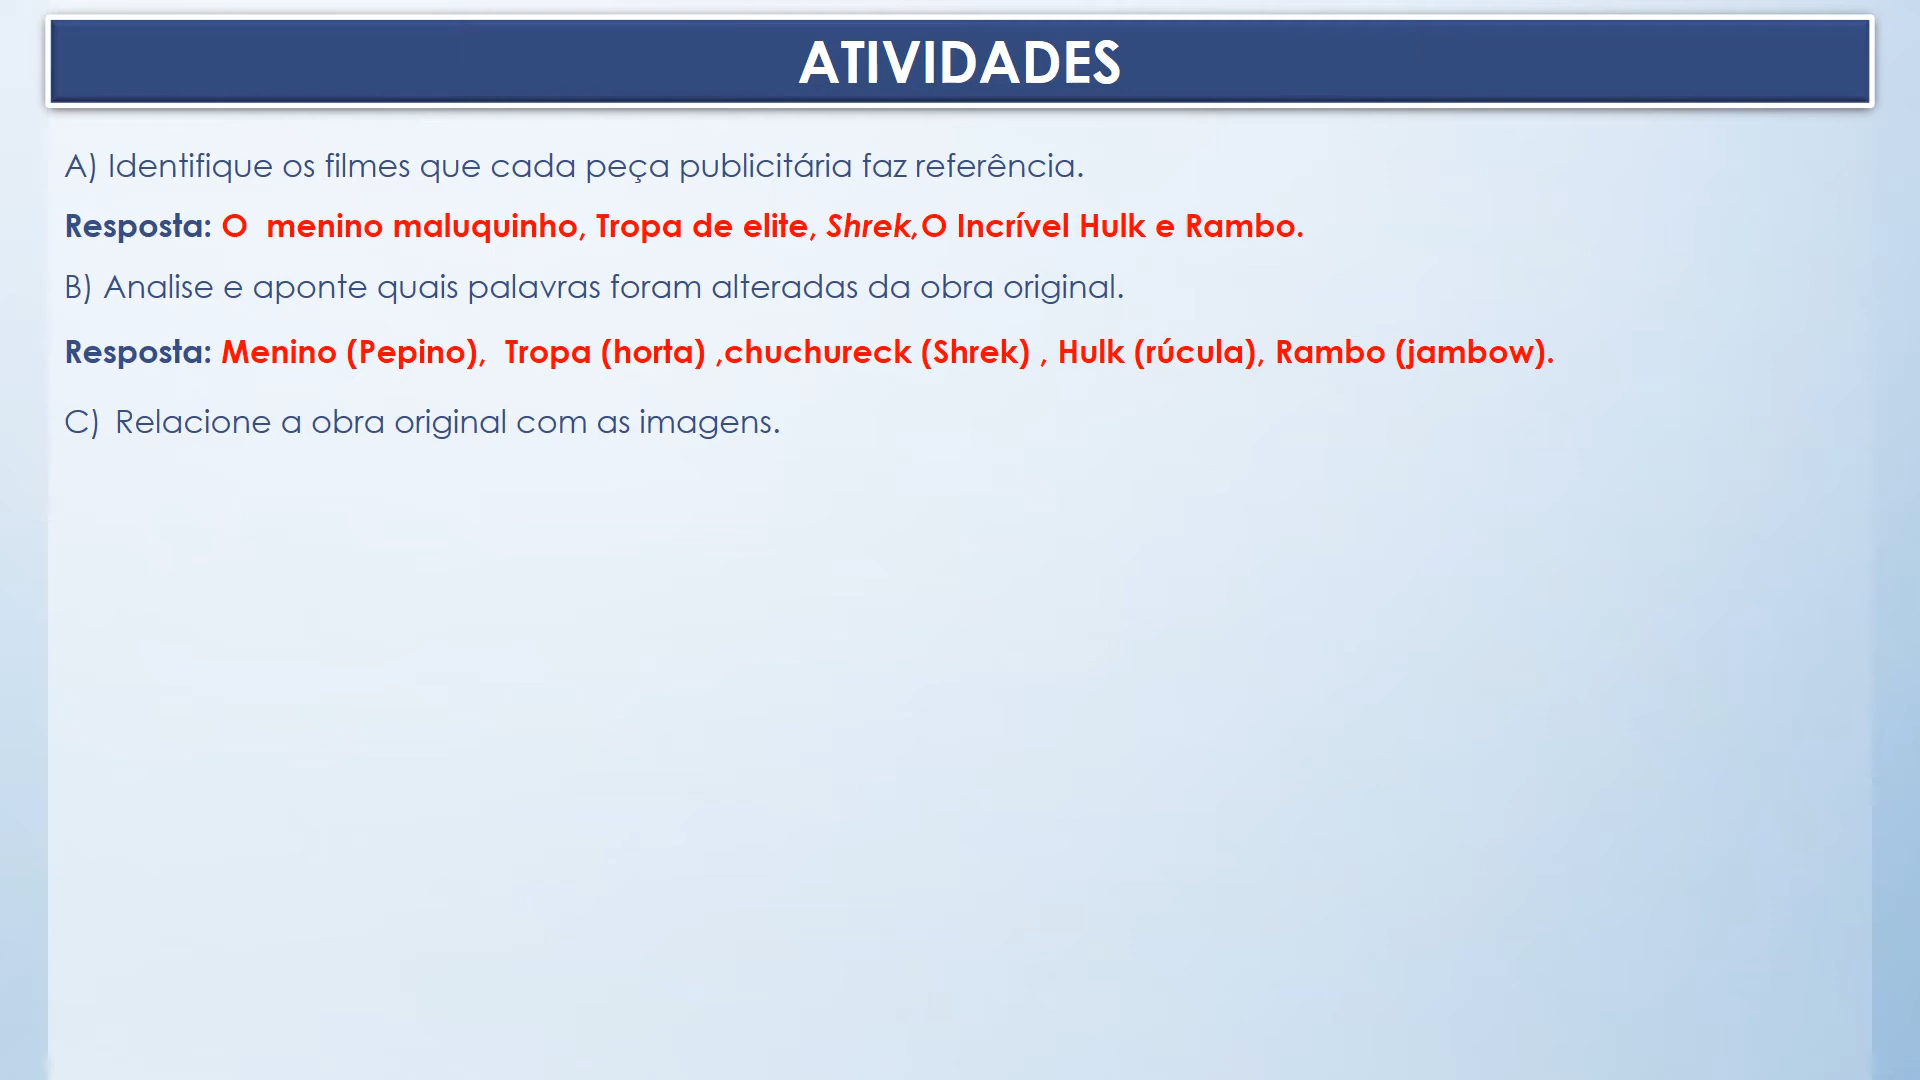 ATIVIDADES
A) Identifique os filmes que cada peça publicitária faz referência.
Resposta: O  menino maluquinho, Tropa de elite, Shrek,O Incrível Hulk e Rambo.
B) Analise e aponte quais palavras foram alteradas da obra original.
Resposta: Menino (Pepino),  Tropa (horta) ,chuchureck (Shrek) , Hulk (rúcula), Rambo (jambow).
C)  Relacione a obra original com as imagens.